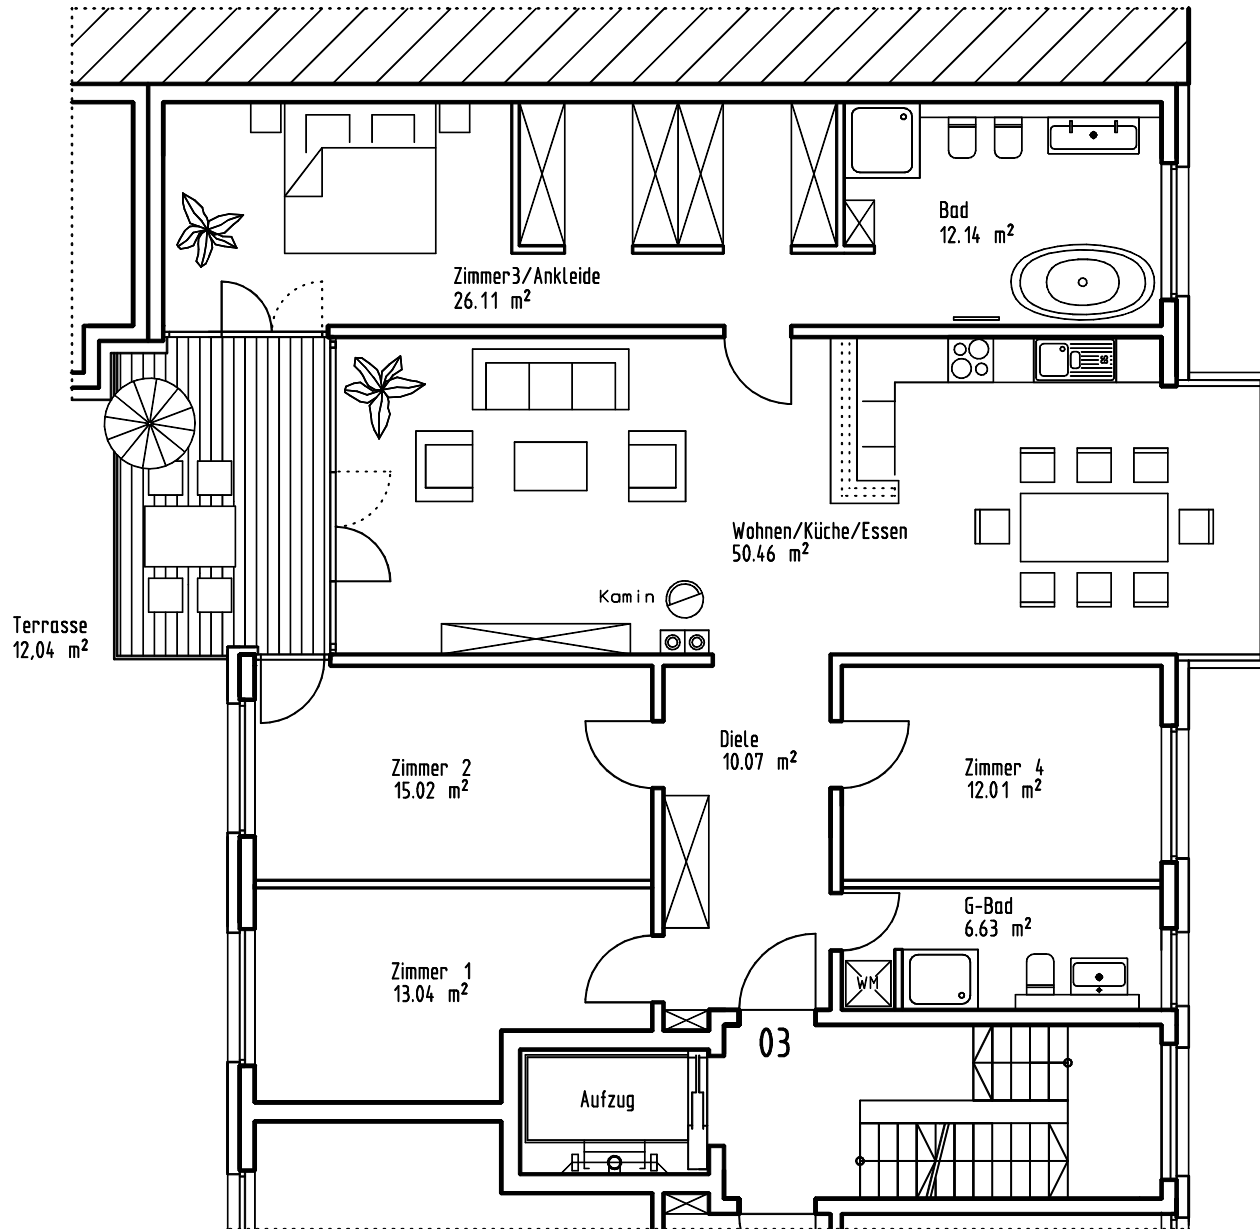 Bad
12.14 m²
Zimmer3/Ankleide
26.11 m²
Wohnen/Küche/Essen
50.46 m²
Kamin
Terrasse
12,04 m²
Diele
10.07 m²
Zimmer 2
15.02 m²
Zimmer 4
12.01 m²
G-Bad
6.63 m²
Zimmer 1
13.04 m²
WM
03
Aufzug